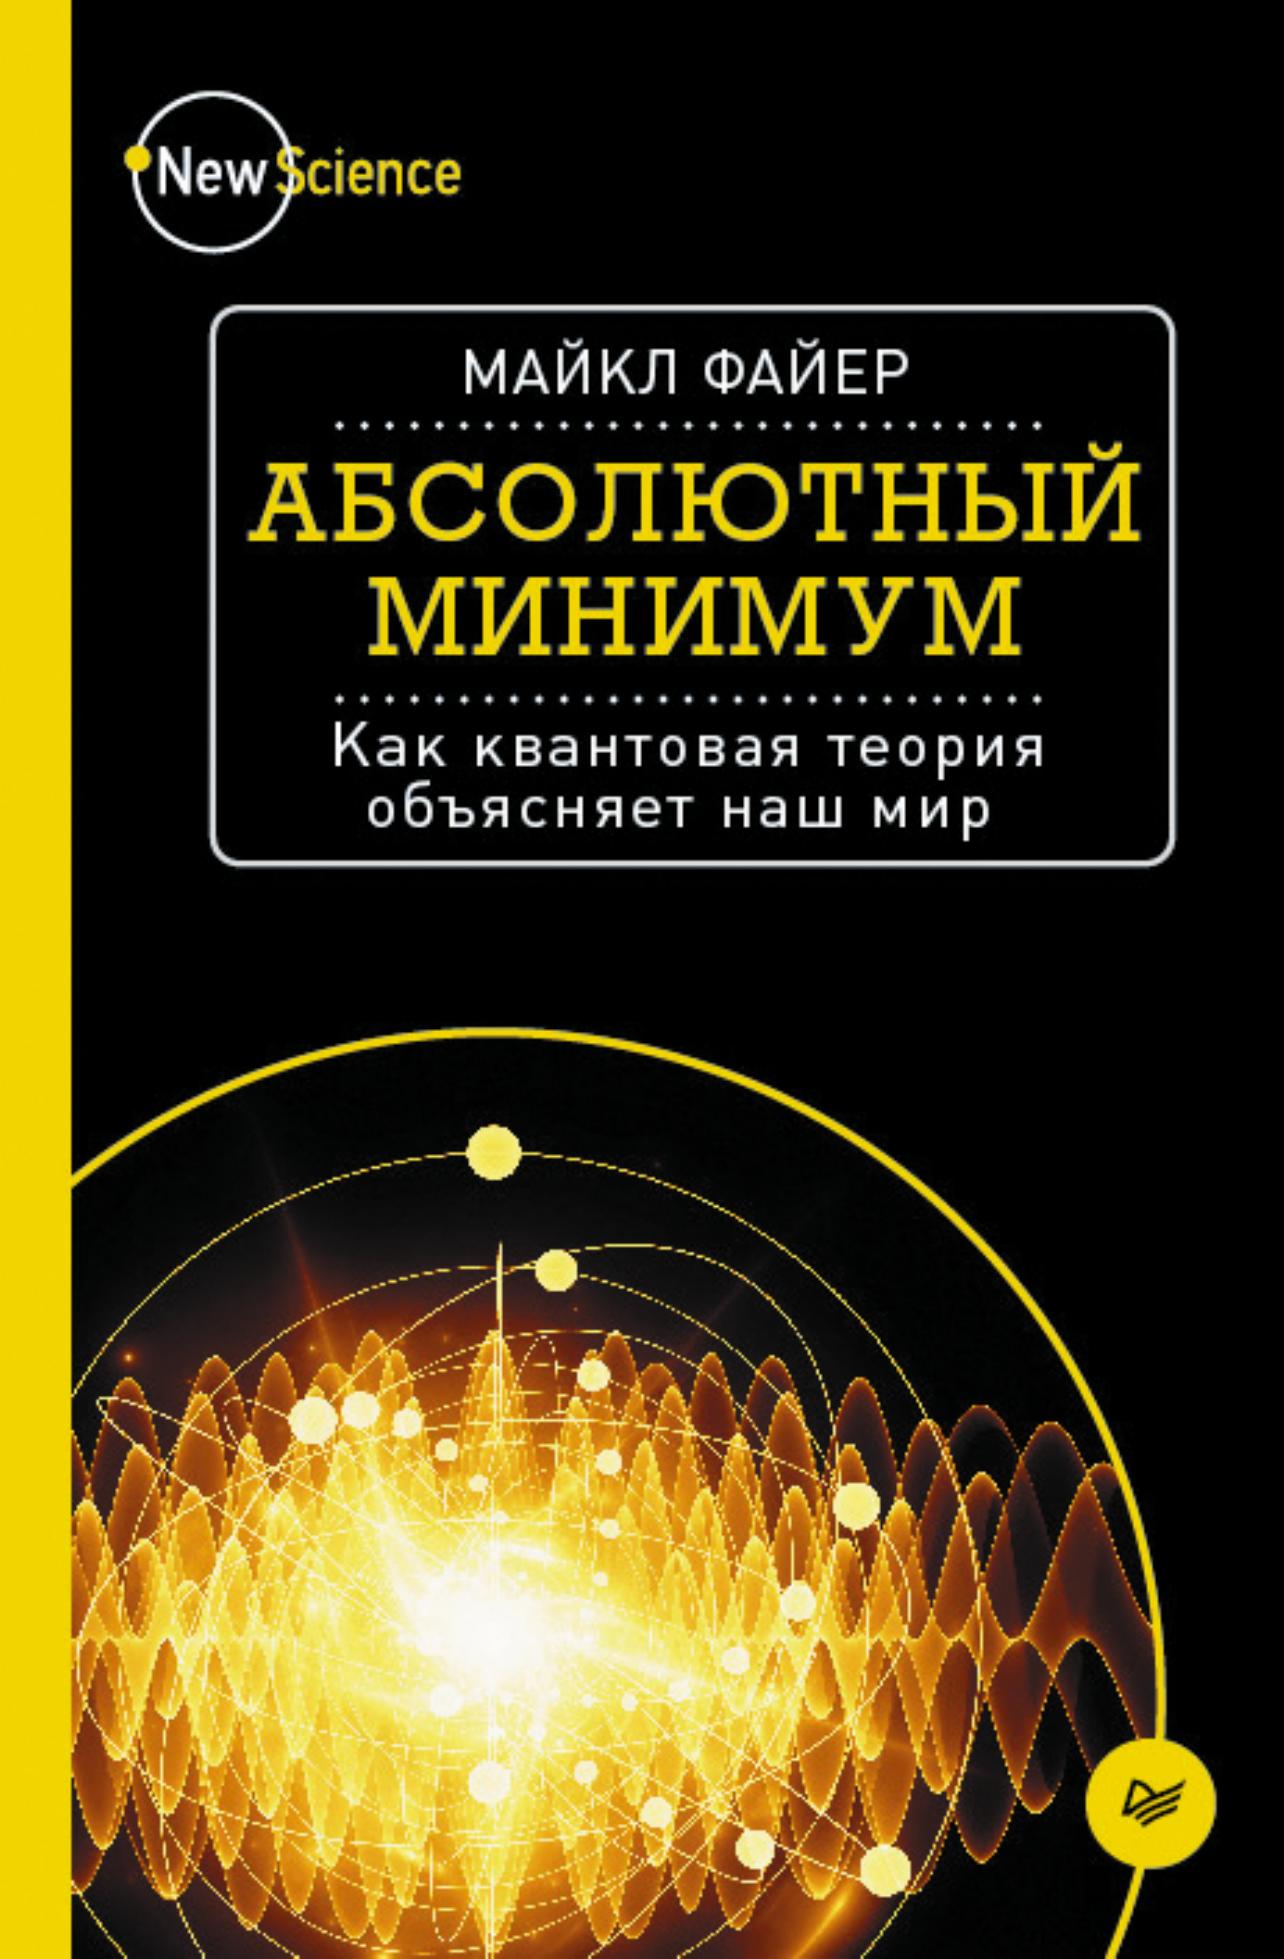 New Science
МАЙКЛ ФАЙЕР
АБСОЛЮТНЫЙ
МИНИМУМ
Как квантовая теория
объясняет наш мир